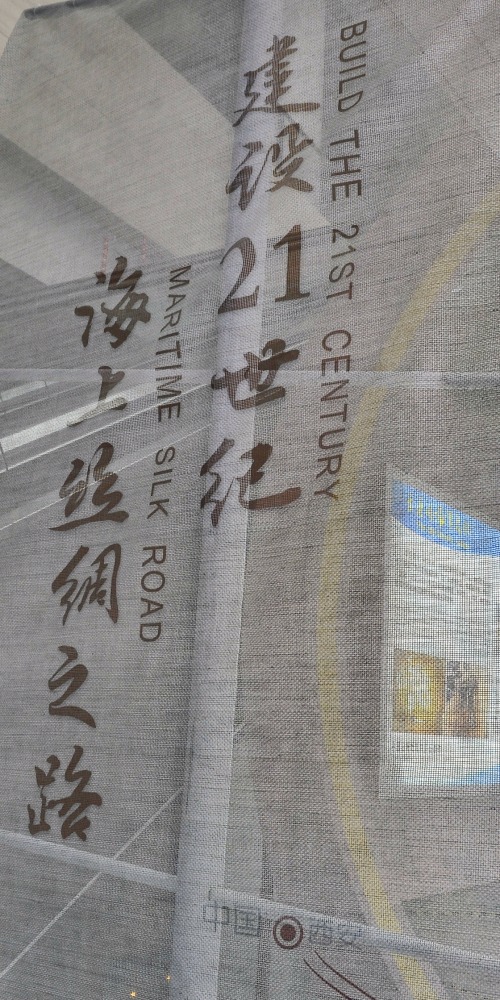 建设21世纪
BUILD THE 21ST CENTURY
海上丝绸之路
MARITIME SILK ROAD
中国 西安